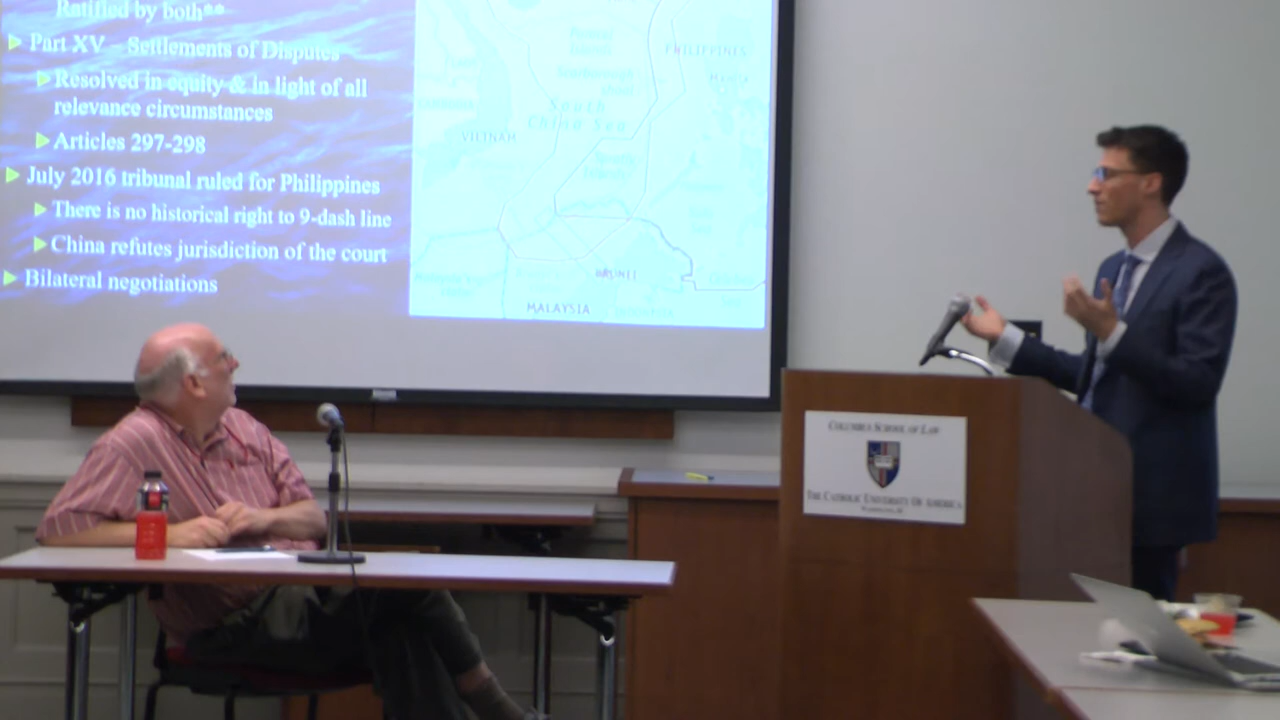 Ratified by both**
Part XV – Settlements of Disputes
Resolved in equity & in light of all
relevance circumstances
Articles 297-298
July 2016 tribunal ruled for Philippines
There is no historical right to 9-dash line
China refutes jurisdiction of the court
Bilateral negotiations
PHILIPPINES
MANILA
South
China Sea
VIETNAM
BRUNEI
MALAYSIA
COLUMBUS SCHOOL OF LAW
THE CATHOLIC UNIVERSITY OF AMERICA